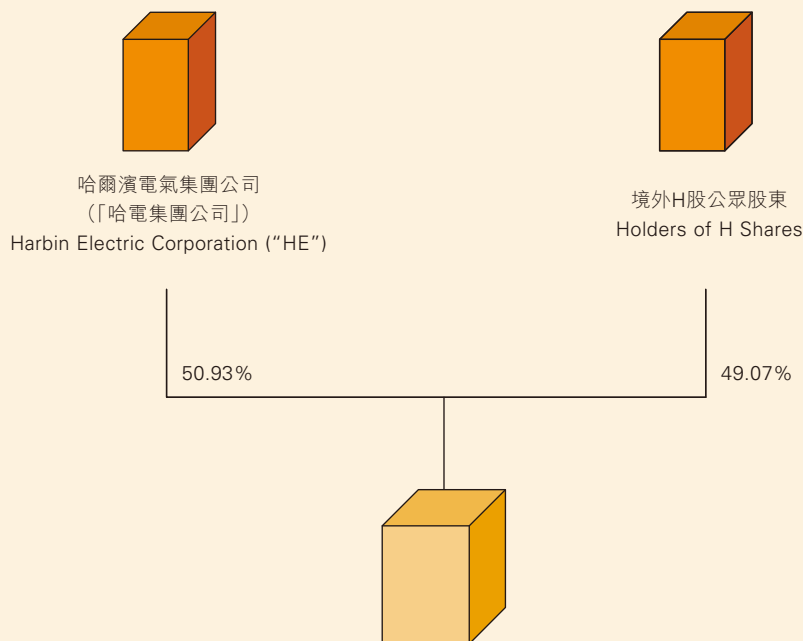 哈爾濱電氣集團公司
(「哈電集團公司」)
Harbin Electric Corporation (“HE”)
境外H股公眾股東
Holders of H Shares
50.93%
49.07%